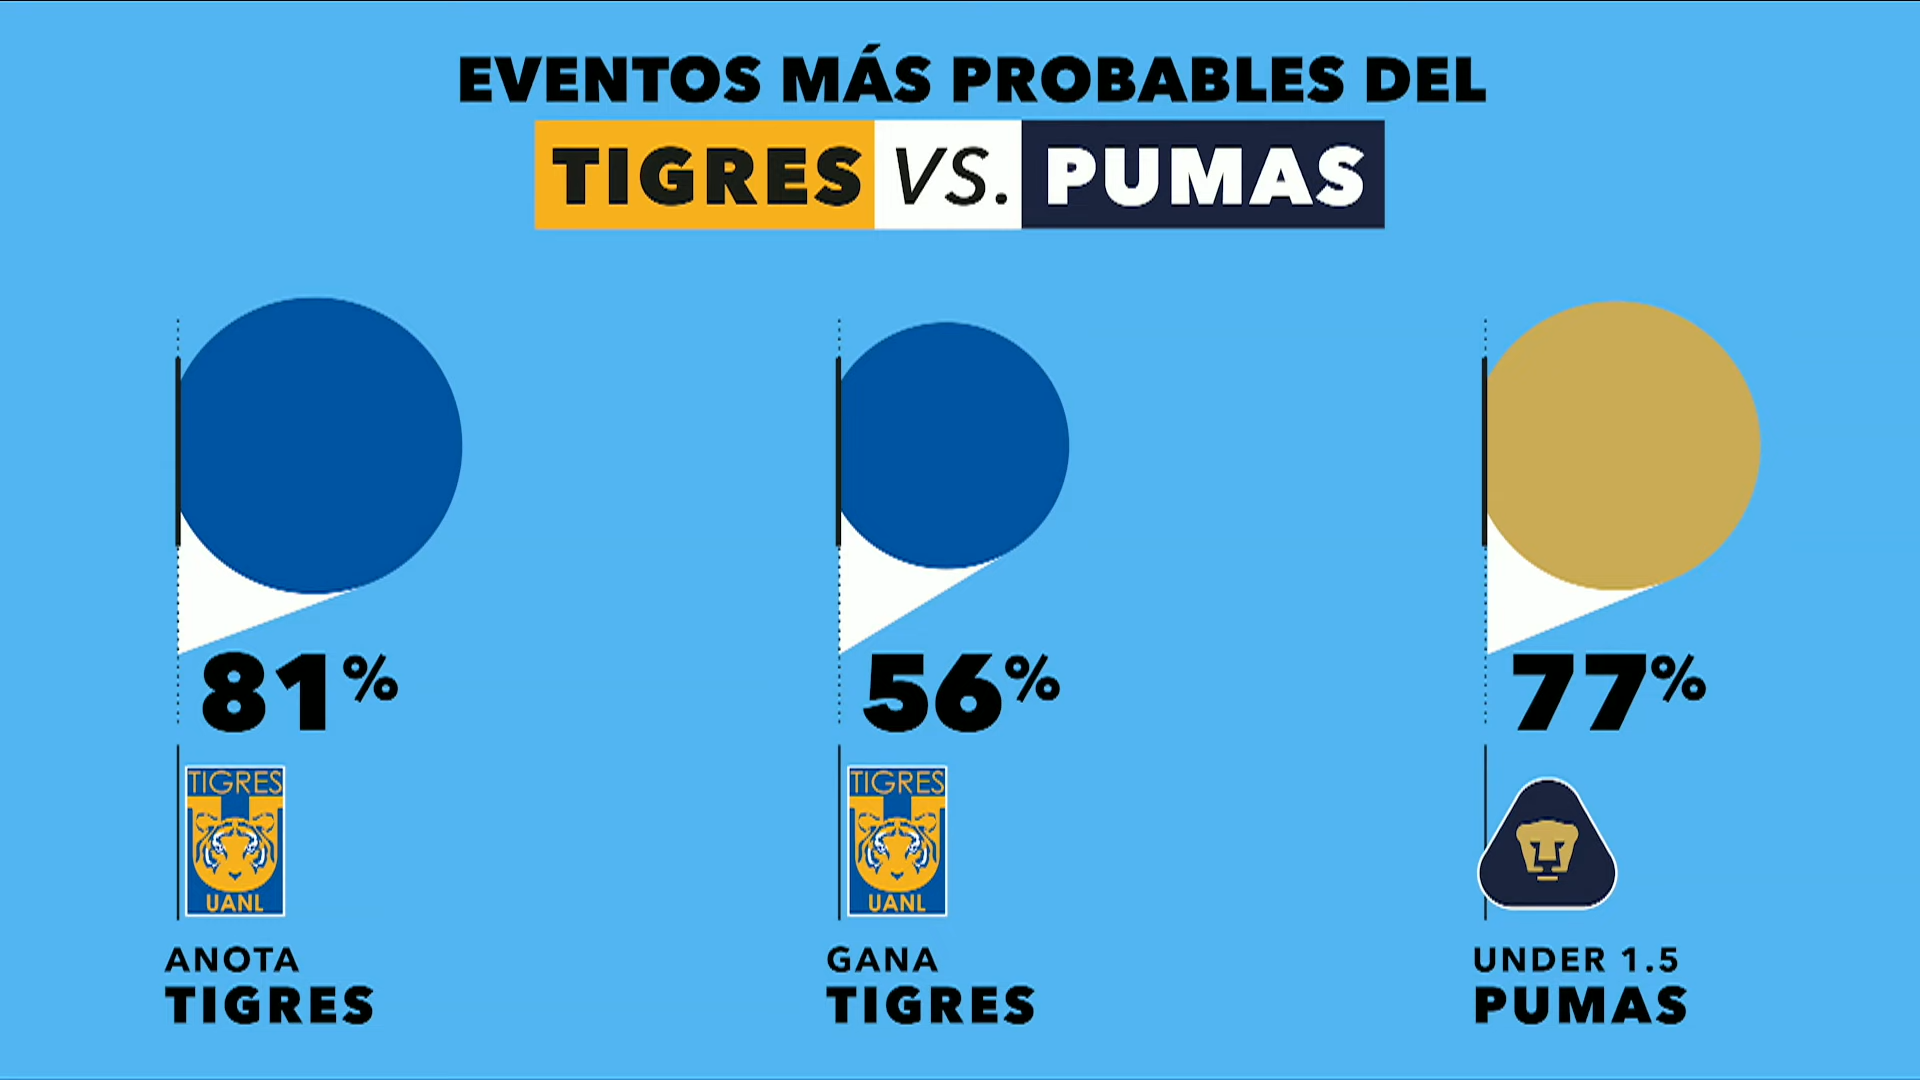 EVENTOS MÁS PROBABLES DEL
TIGRES VS. PUMAS
81%
56%
77%
TIGRES
UANL
TIGRES
UANL
ANOTA
TIGRES
GANA
TIGRES
UNDER 1.5
PUMAS